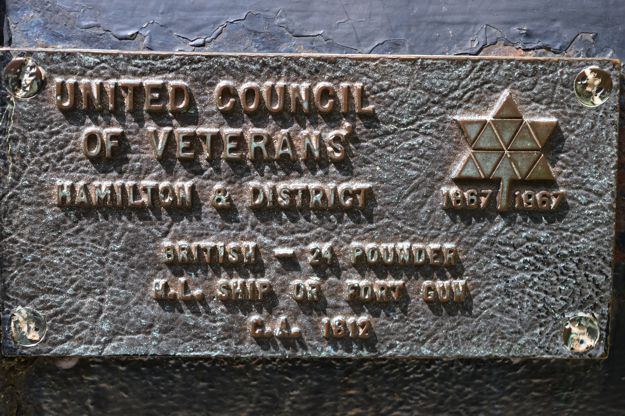 UNITED COUNCIL
OF VETERANS'
HAMILTON & DISTRICT
1867 1967
BRITISH - 24 POUNDER
M.L. SHIP OR FORT GUN
C.A. 1812